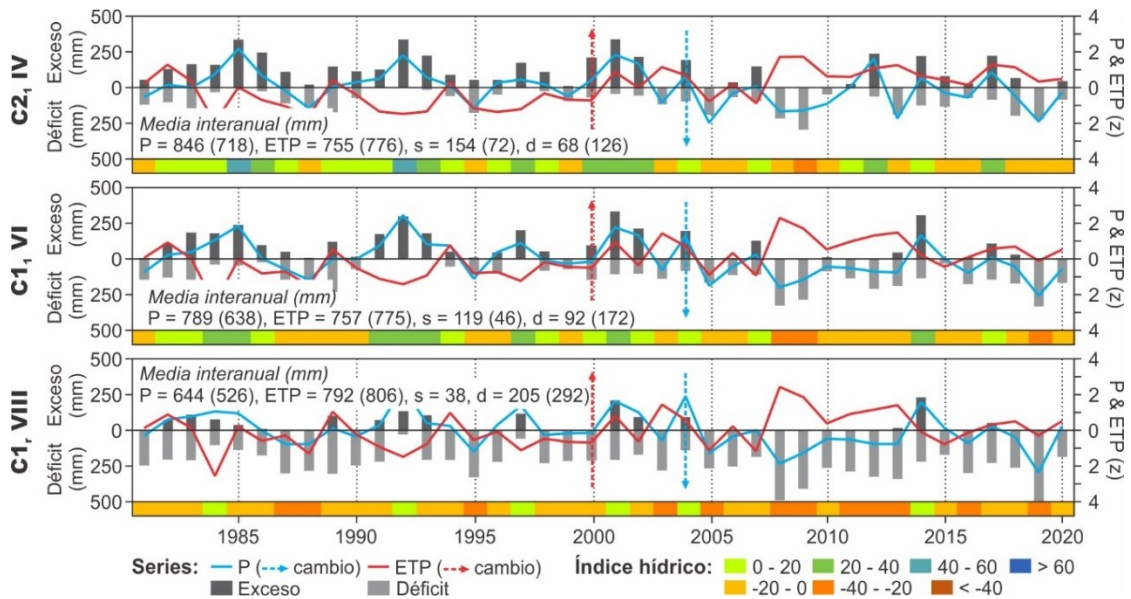 C2, IV
Exceso (mm)
Déficit (mm)
500
250
0
250
500
4
2
0
2
4
P & ETP (z)
Media interanual (mm)
P = 846 (718), ETP = 755 (776), s = 154 (72), d = 68 (126)
C1, VI
Exceso (mm)
Déficit (mm)
500
250
0
250
500
4
2
0
2
4
P & ETP (z)
Media interanual (mm)
P = 789 (638), ETP = 757 (775), s = 119 (46), d = 92 (172)
C1, VIII
Exceso (mm)
Déficit (mm)
500
250
0
250
500
4
2
0
2
4
P & ETP (z)
Media interanual (mm)
P = 644 (526), ETP = 792 (806), s = 38, d = 205 (292)
1985 1990 1995 2000 2005 2010 2015 2020
Series: P ( cambio) ETP ( cambio)
Exceso Déficit
Índice hídrico: 0 - 20 20 - 40 40 - 60 > 60
-20 - 0 -40 - -20 < -40